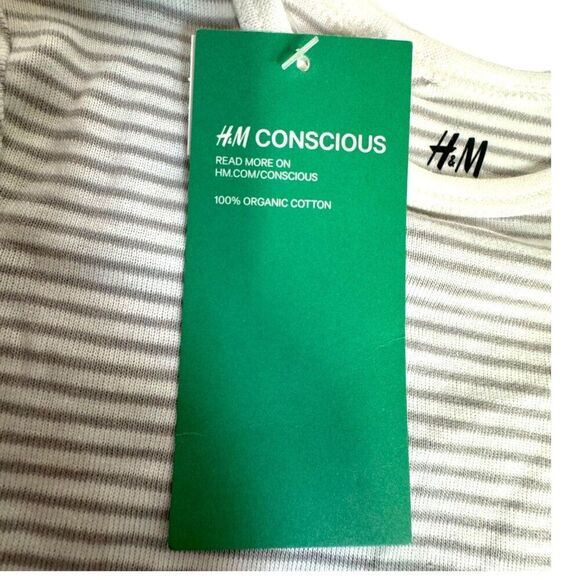 H&M CONSCIOUS
READ MORE ON
HM.COM/CONSCIOUS
100% ORGANIC COTTON
H&M